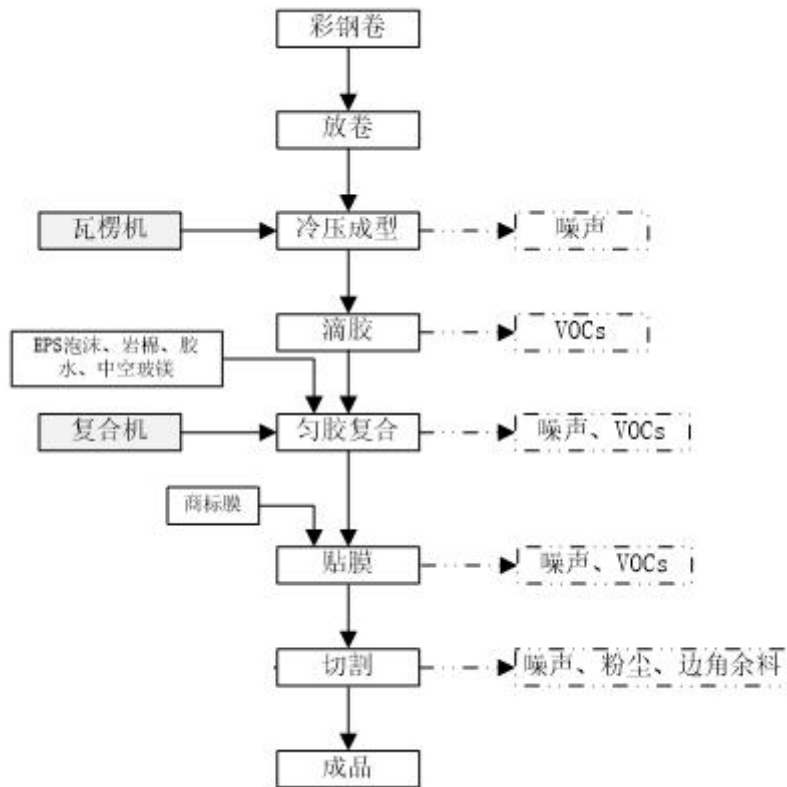 彩钢卷
放卷
瓦楞机
冷压成型
噪声
滴胶
VOCs
EPS泡沫、岩棉、胶
水、中空玻镁
复合机
匀胶复合
噪声、VOCs
商标膜
贴膜
噪声、VOCs
切割
噪声、粉尘、边角余料
成品